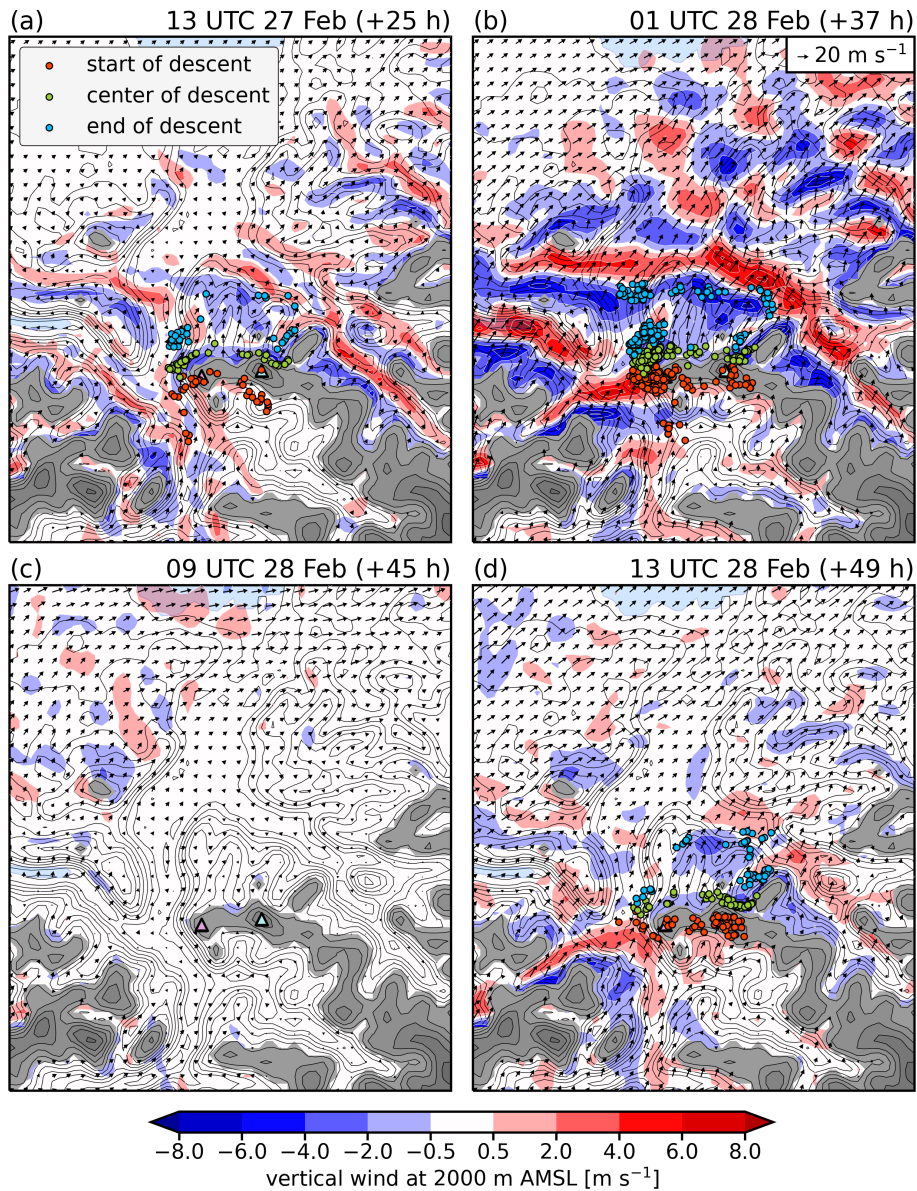 (a) 13 UTC 27 Feb (+25 h)
start of descent
center of descent
end of descent
(b) 01 UTC 28 Feb (+37 h)
20 m s⁻¹
(c) 09 UTC 28 Feb (+45 h)
(d) 13 UTC 28 Feb (+49 h)
−8.0 −6.0 −4.0 −2.0 −0.5 0.5 2.0 4.0 6.0 8.0
vertical wind at 2000 m AMSL [m s⁻¹]